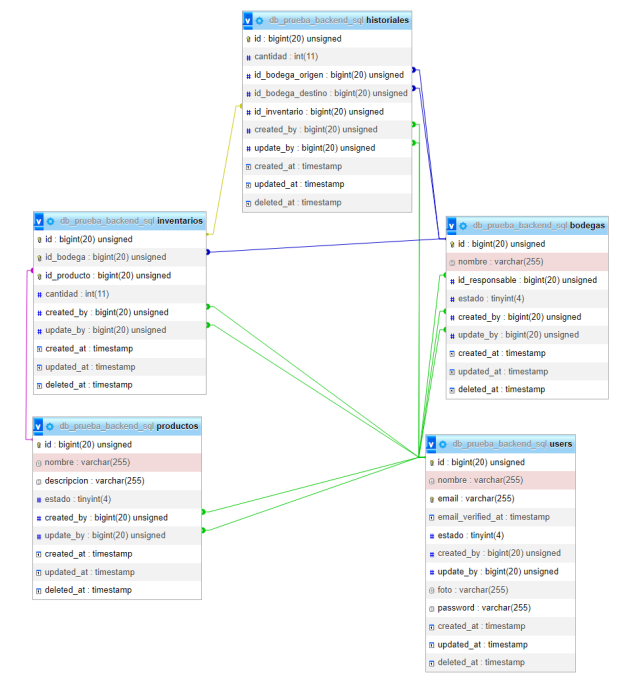 db_prueba_backend_sql historiales
id : bigint(20) unsigned
cantidad : int(11)
id_bodega_origen : bigint(20) unsigned
id_bodega_destino : bigint(20) unsigned
id_inventario : bigint(20) unsigned
created_by : bigint(20) unsigned
update_by : bigint(20) unsigned
created_at : timestamp
updated_at : timestamp
deleted_at : timestamp
db_prueba_backend_sql inventarios
id : bigint(20) unsigned
id_bodega : bigint(20) unsigned
id_producto : bigint(20) unsigned
cantidad : int(11)
created_by : bigint(20) unsigned
update_by : bigint(20) unsigned
created_at : timestamp
updated_at : timestamp
deleted_at : timestamp
db_prueba_backend_sql bodegas
id : bigint(20) unsigned
nombre : varchar(255)
id_responsable : bigint(20) unsigned
estado : tinyint(4)
created_by : bigint(20) unsigned
update_by : bigint(20) unsigned
created_at : timestamp
updated_at : timestamp
deleted_at : timestamp
db_prueba_backend_sql productos
id : bigint(20) unsigned
nombre : varchar(255)
descripcion : varchar(255)
estado : tinyint(4)
created_by : bigint(20) unsigned
update_by : bigint(20) unsigned
created_at : timestamp
updated_at : timestamp
deleted_at : timestamp
db_prueba_backend_sql users
id : bigint(20) unsigned
nombre : varchar(255)
email : varchar(255)
email_verified_at : timestamp
estado : tinyint(4)
created_by : bigint(20) unsigned
update_by : bigint(20) unsigned
foto : varchar(255)
password : varchar(255)
created_at : timestamp
updated_at : timestamp
deleted_at : timestamp